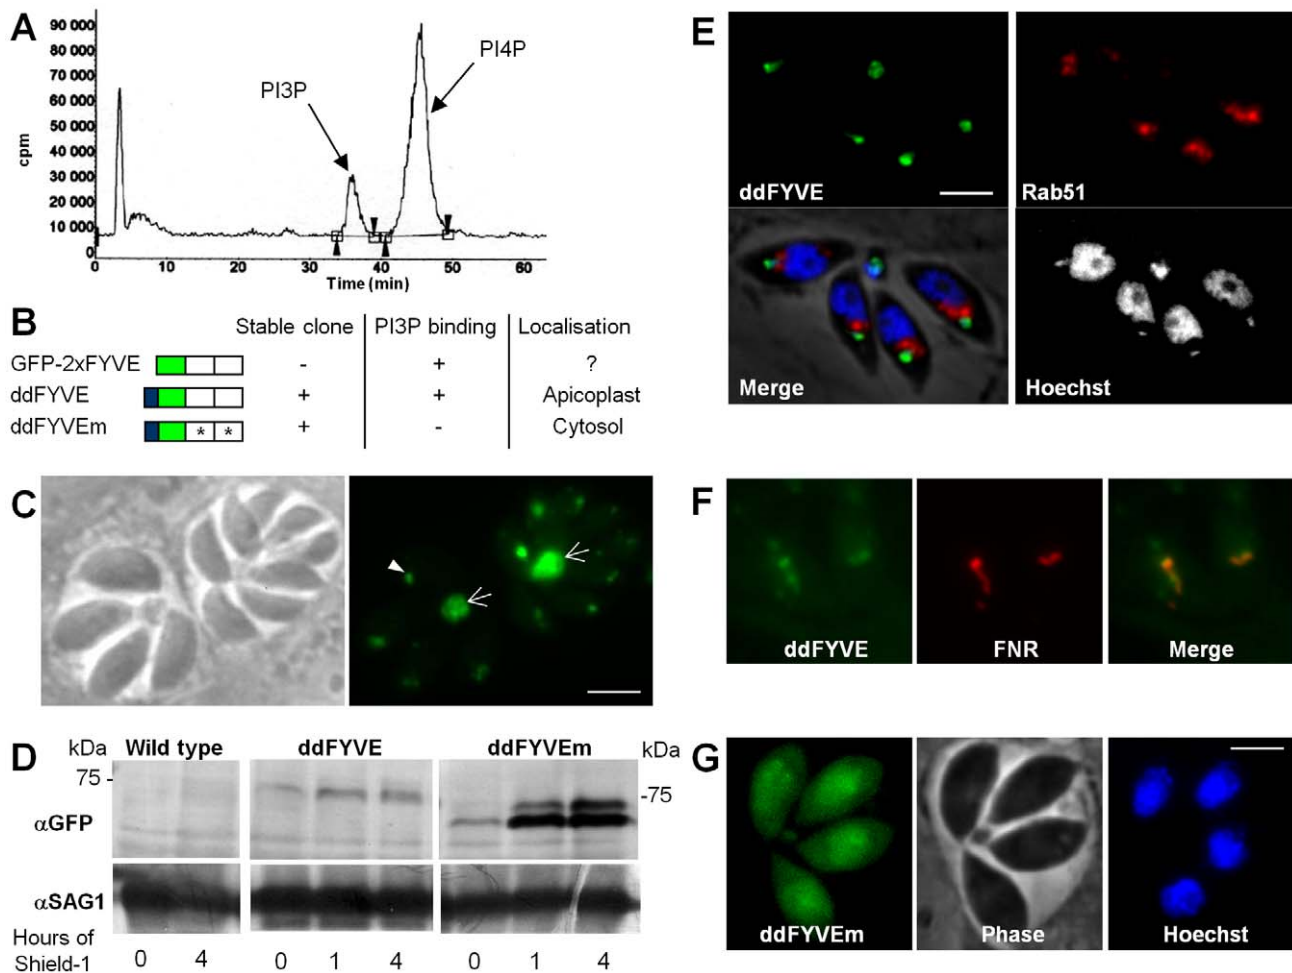 A
90 000
80 000
70 000
60 000
50 000
40 000
30 000
20 000
10 000
0
cpm
PI3P
PI4P
0 10 20 30 40 50 60
Time (min)
B
Stable clone PI3P binding Localisation
GFP-2xFYVE - + ?
ddFYVE + + Apicoplast
ddFYVEm * * + - Cytosol
C
D
kDa Wild type ddFYVE ddFYVEm kDa
75 -
-75
αGFP
αSAG1
Hours of
Shield-1 0 4 0 1 4 0 1 4
E
ddFYVE Rab51
Merge Hoechst
F
ddFYVE FNR Merge
G
ddFYVEm Phase Hoechst